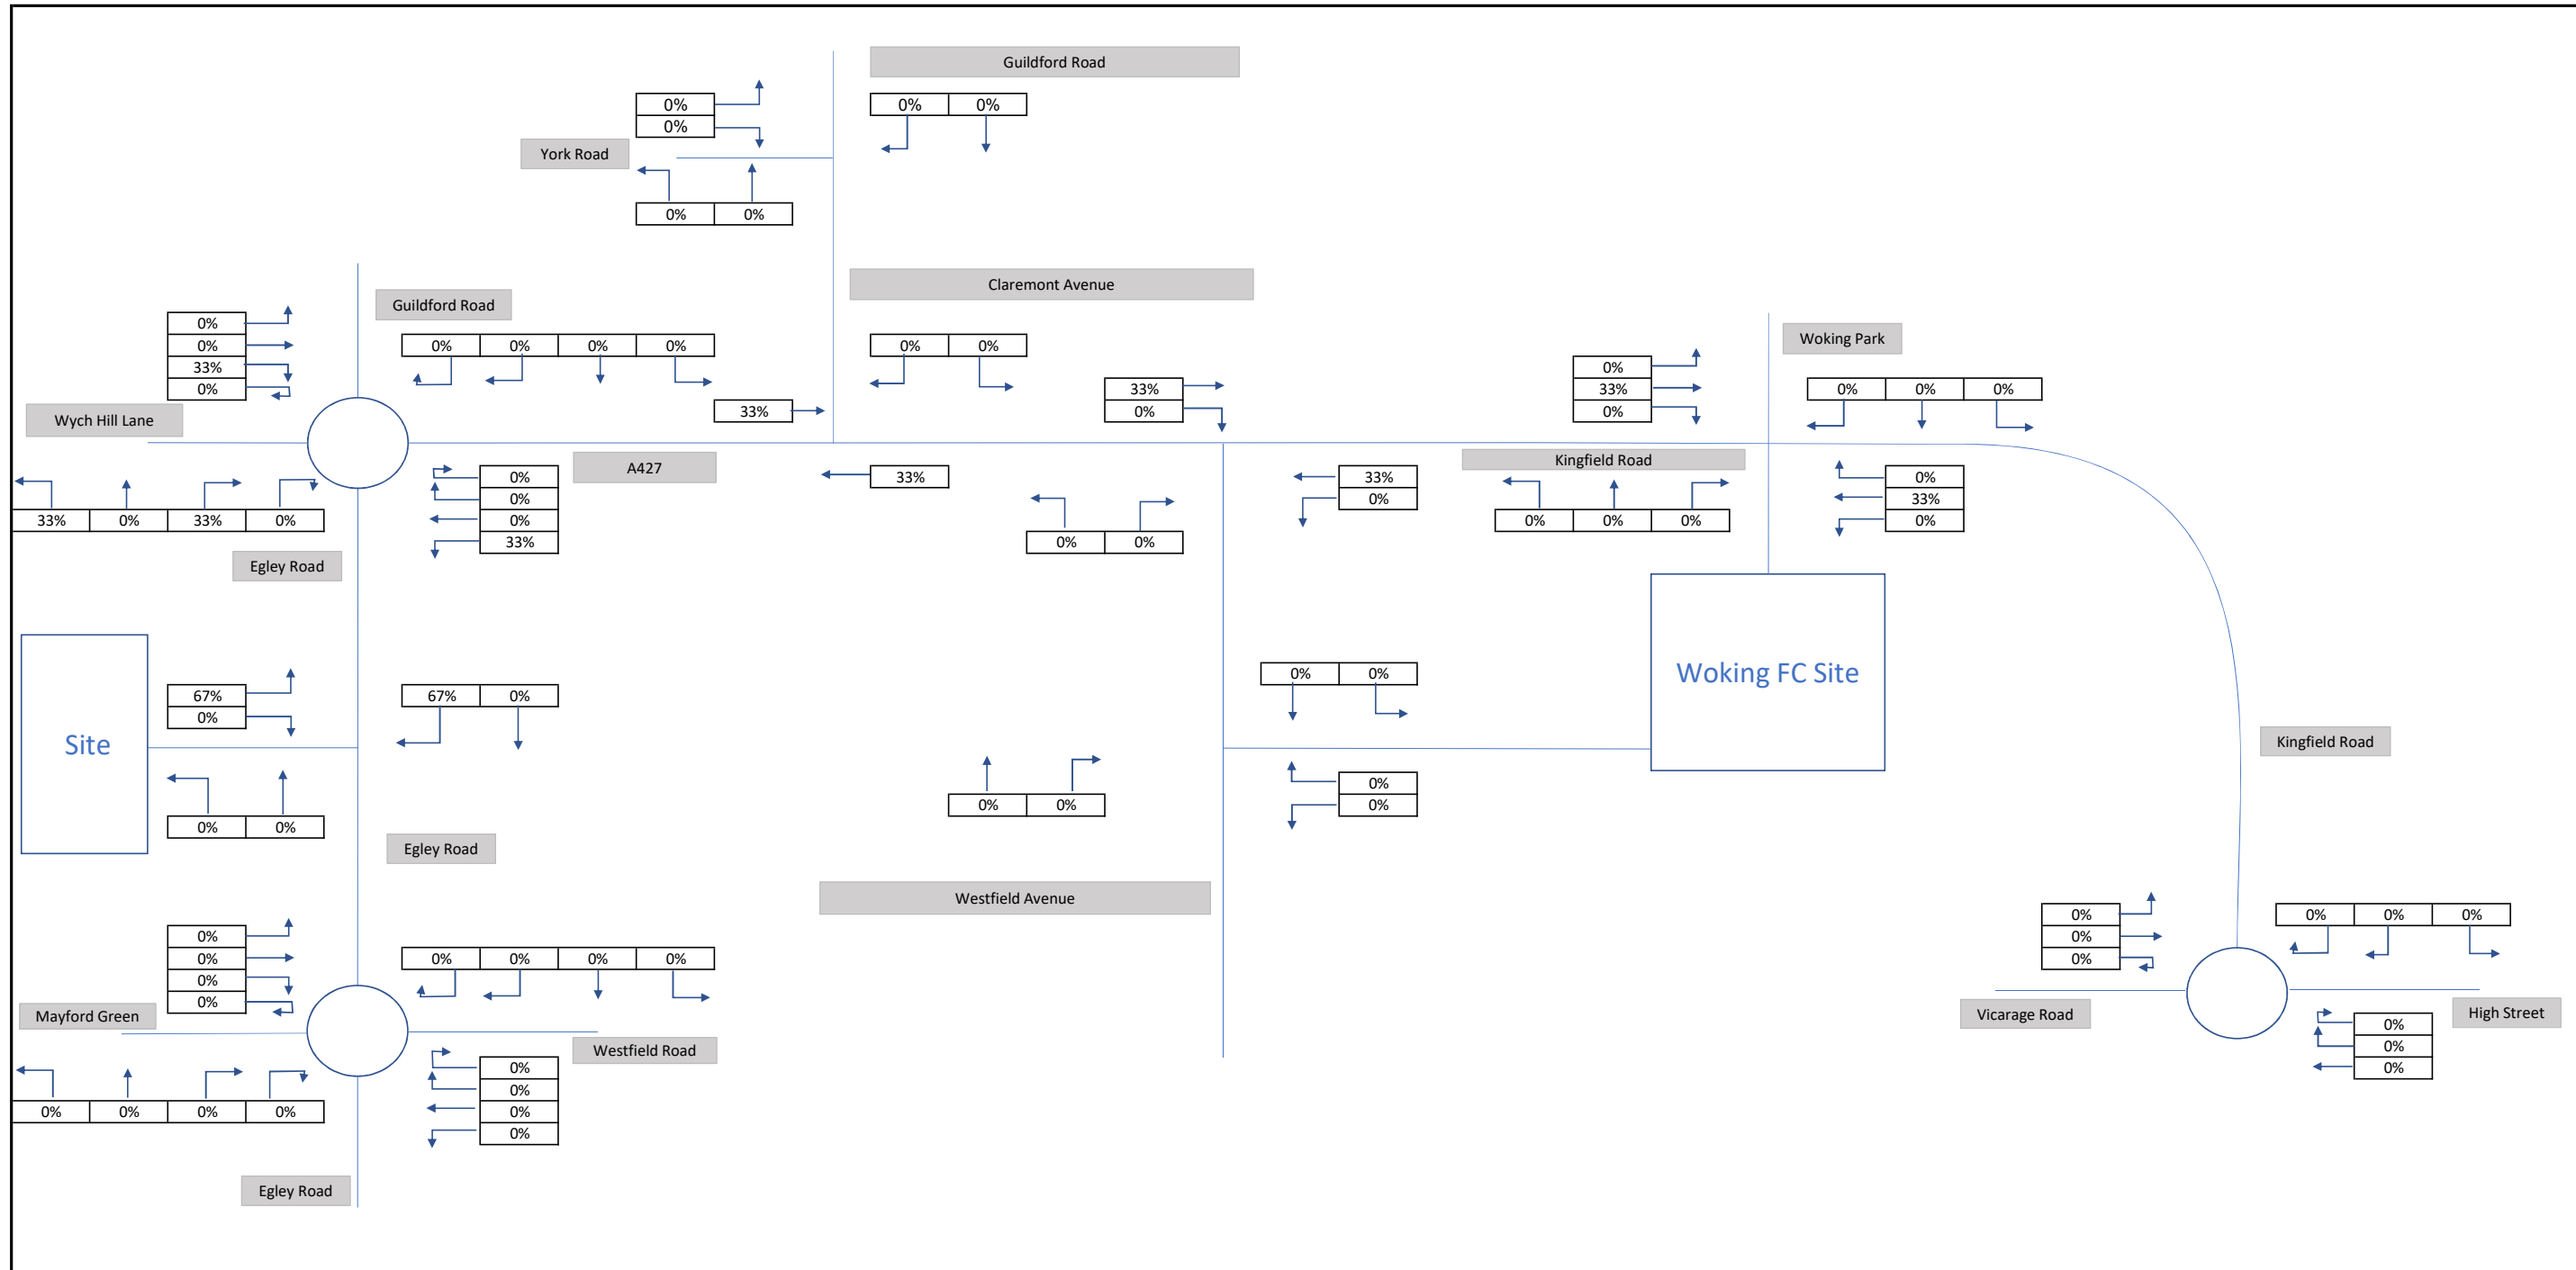 Guildford Road
0% 0%
0%
0%
York Road
0% 0%
Claremont Avenue
Guildford Road
0%
0%
33%
0%
0% 0% 0% 0%
33%
0% 0%
33%
0%
0%
33%
0%
Woking Park
0% 0% 0%
Wych Hill Lane
33% 0% 33% 0%
A427
0%
0%
0%
33%
33%
0% 0%
33%
0%
Kingfield Road
0% 0% 0%
0%
33%
0%
Egley Road
Site
67%
0%
67% 0%
0% 0%
0% 0%
Woking FC Site
0%
0%
0% 0%
Kingfield Road
Egley Road
Westfield Avenue
0%
0%
0%
0%
0% 0% 0% 0%
Mayford Green
Westfield Road
0% 0% 0% 0%
0%
0%
0%
0%
Egley Road
0%
0%
0%
0% 0% 0%
Vicarage Road
High Street
0%
0%
0%